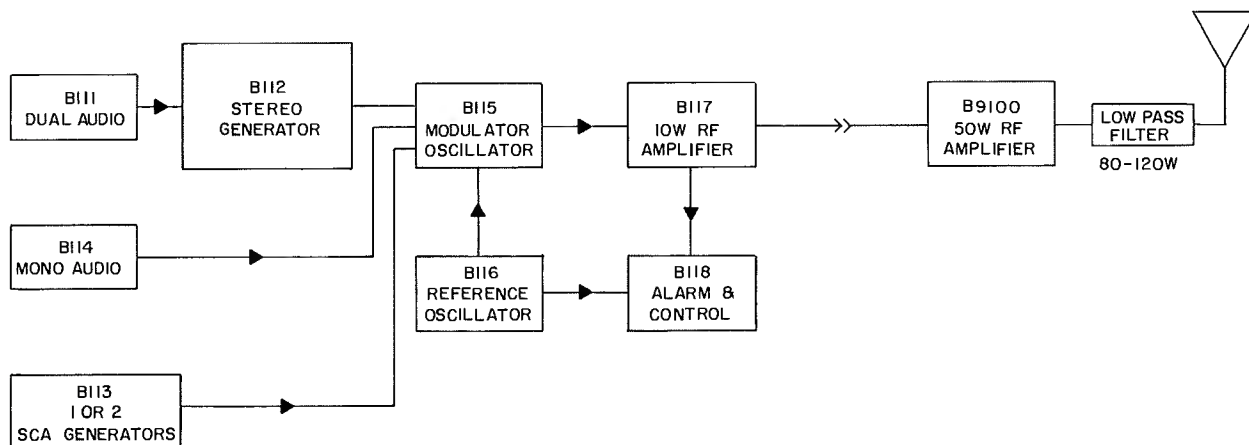 B111
DUAL AUDIO
B112
STEREO
GENERATOR
B115
MODULATOR
OSCILLATOR
B117
10W RF
AMPLIFIER
B9100
50W RF
AMPLIFIER
LOW PASS
FILTER
80-120W
B114
MONO AUDIO
B116
REFERENCE
OSCILLATOR
B118
ALARM &
CONTROL
B113
1 OR 2
SCA GENERATORS